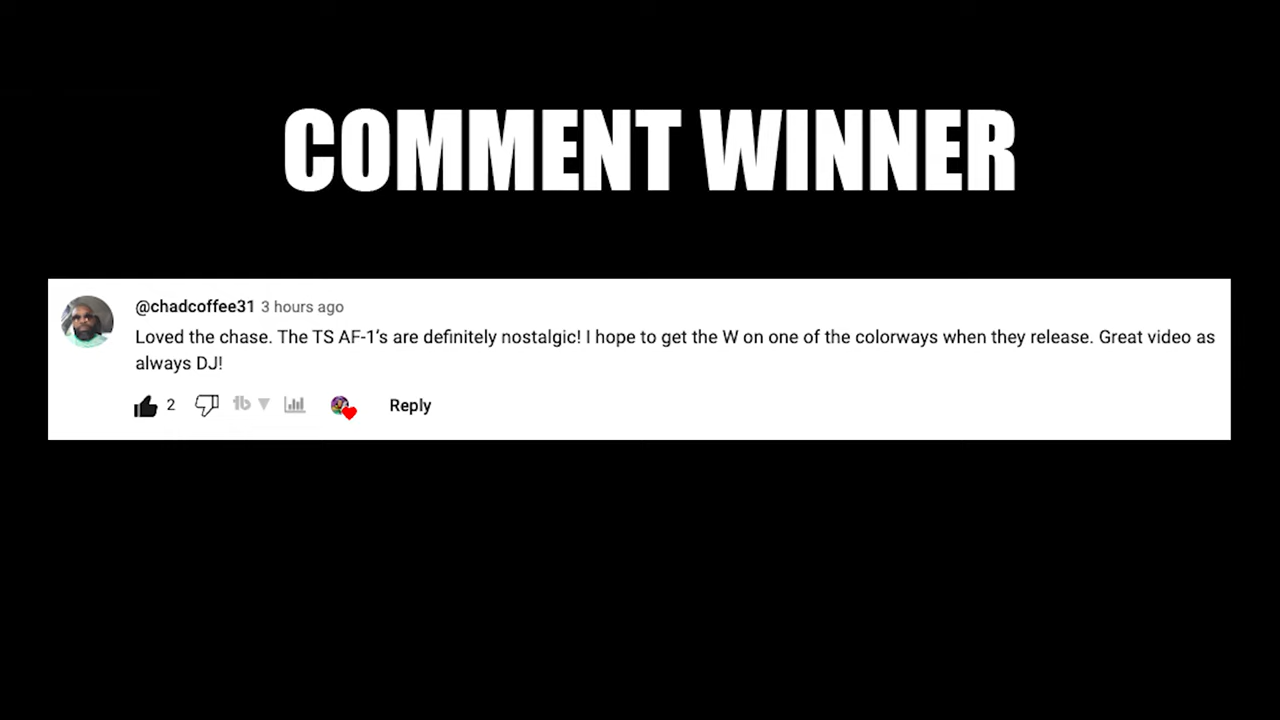 COMMENT WINNER
@chadcoffee31 3 hours ago
Loved the chase. The TS AF-1's are definitely nostalgic! I hope to get the W on one of the colorways when they release. Great video as
always DJ!
2 tb Reply